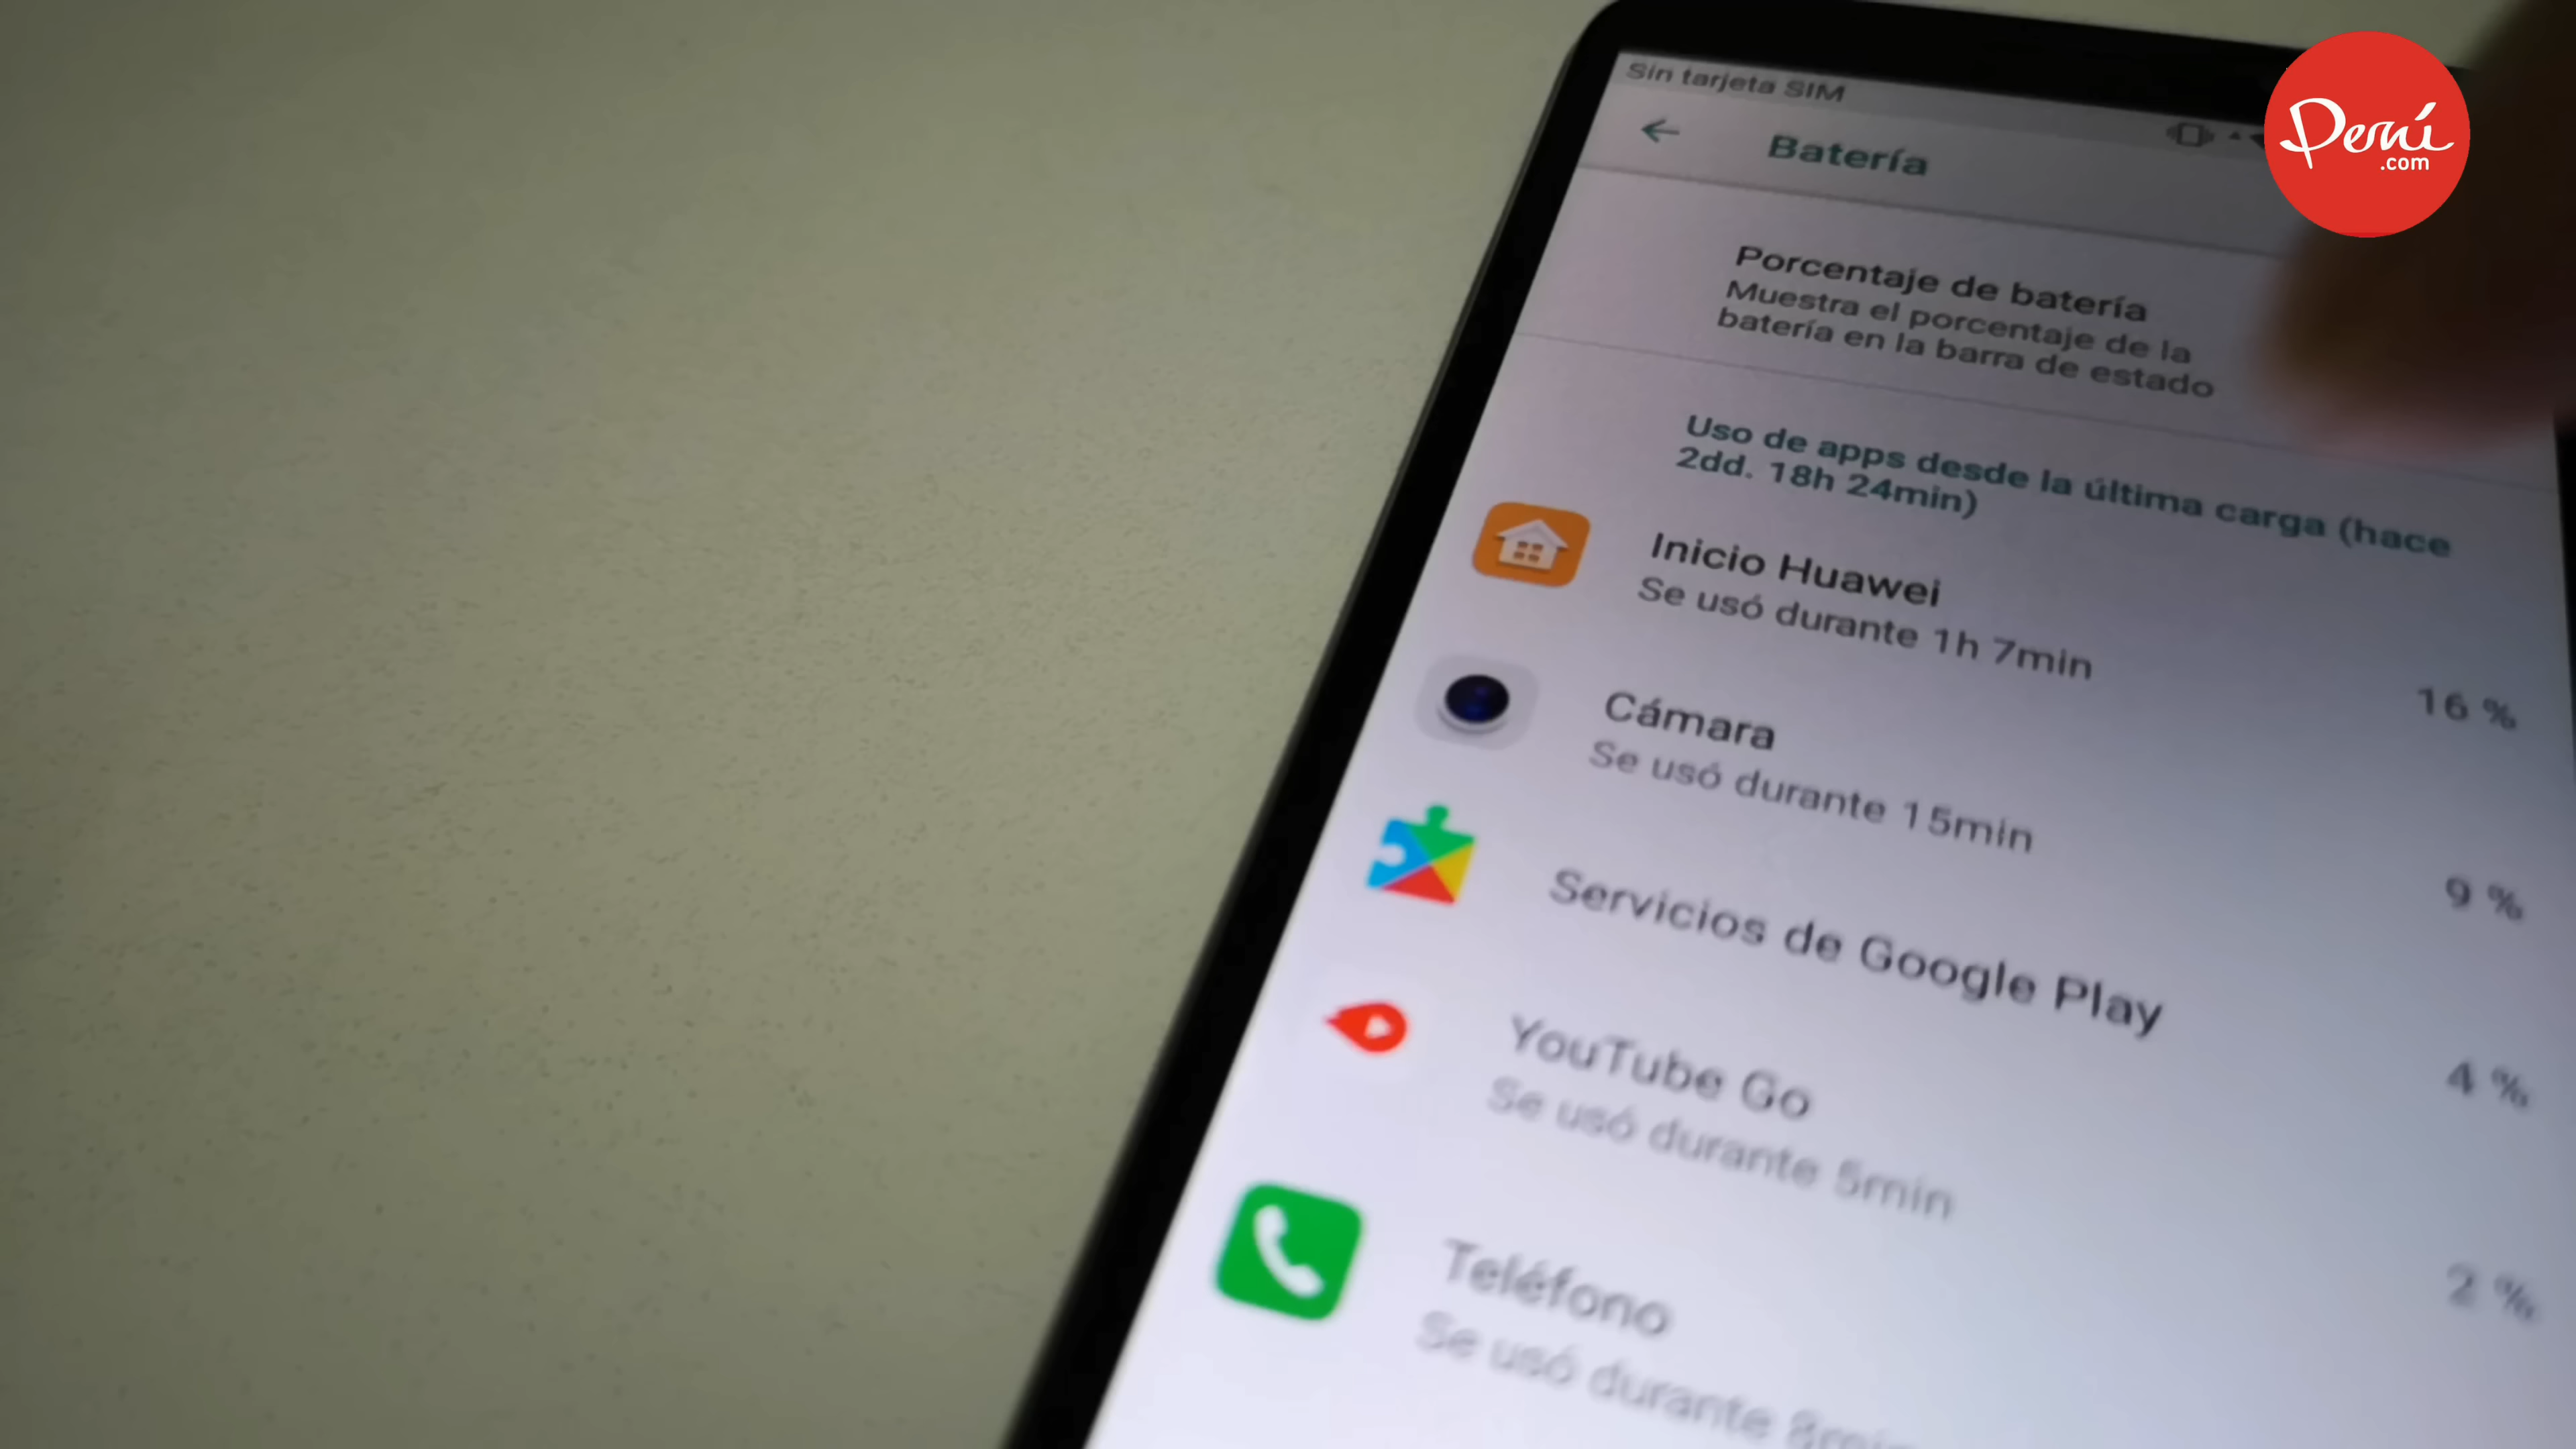 Sin tarjeta SIM
Batería
Perú
.com
Porcentaje de batería
Muestra el porcentaje de la
batería en la barra de estado
Uso de apps desde la última carga (hace
2dd. 18h 24min)
Inicio Huawei
Se usó durante 1h 7min
16 %
Cámara
Se usó durante 15min
9 %
Servicios de Google Play
4 %
YouTube Go
Se usó durante 5min
2 %
Teléfono
Se usó durante 8min